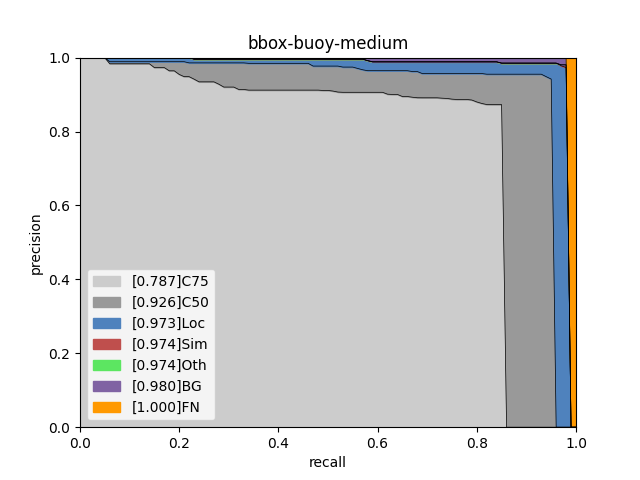 bbox-buoy-medium
1.0
0.8
0.6
0.4
0.2
0.0
precision
[0.787]C75
[0.926]C50
[0.973]Loc
[0.974]Sim
[0.974]Oth
[0.980]BG
[1.000]FN
0.0 0.2 0.4 0.6 0.8 1.0
recall